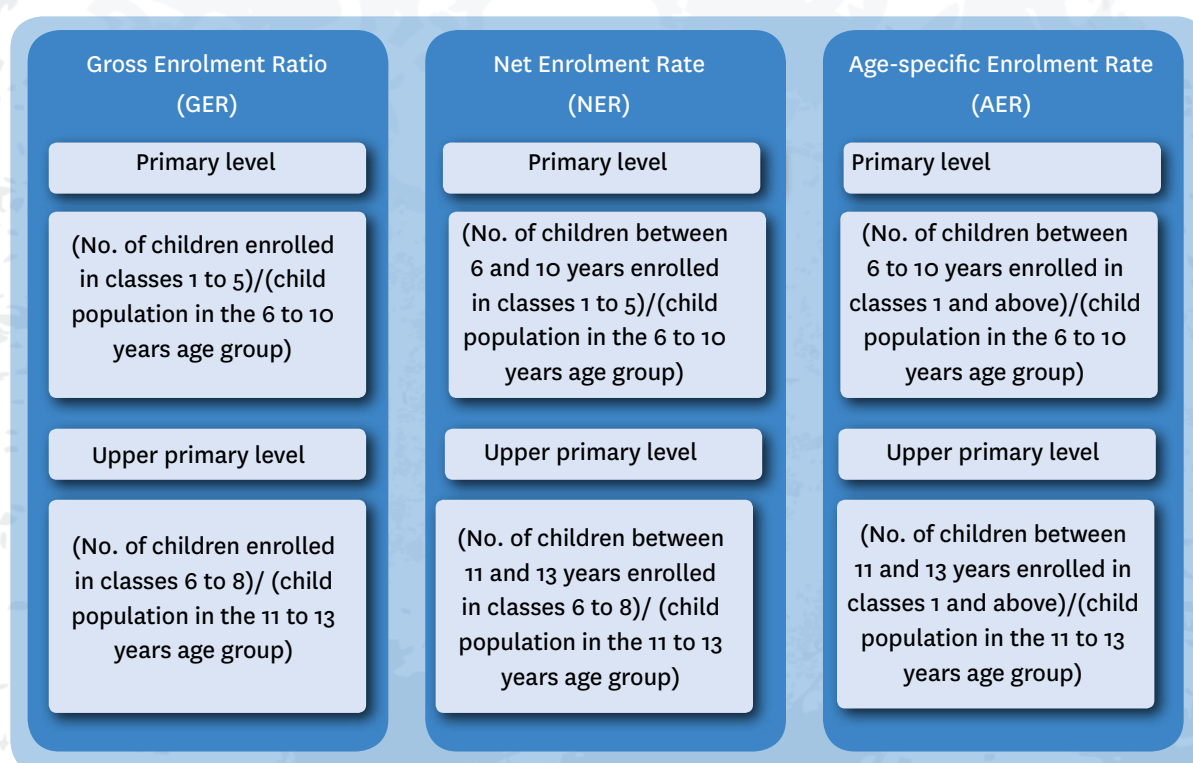 Gross Enrolment Ratio
(GER)
Primary level
(No. of children enrolled
in classes 1 to 5)/(child
population in the 6 to 10
years age group)
Upper primary level
(No. of children enrolled
in classes 6 to 8)/ (child
population in the 11 to 13
years age group)
Net Enrolment Rate
(NER)
Primary level
(No. of children between
6 and 10 years enrolled
in classes 1 to 5)/(child
population in the 6 to 10
years age group)
Upper primary level
(No. of children between
11 and 13 years enrolled
in classes 6 to 8)/ (child
population in the 11 to 13
years age group)
Age-specific Enrolment Rate
(AER)
Primary level
(No. of children between
6 to 10 years enrolled in
classes 1 and above)/(child
population in the 6 to 10
years age group)
Upper primary level
(No. of children between
11 and 13 years enrolled in
classes 1 and above)/(child
population in the 11 to 13
years age group)